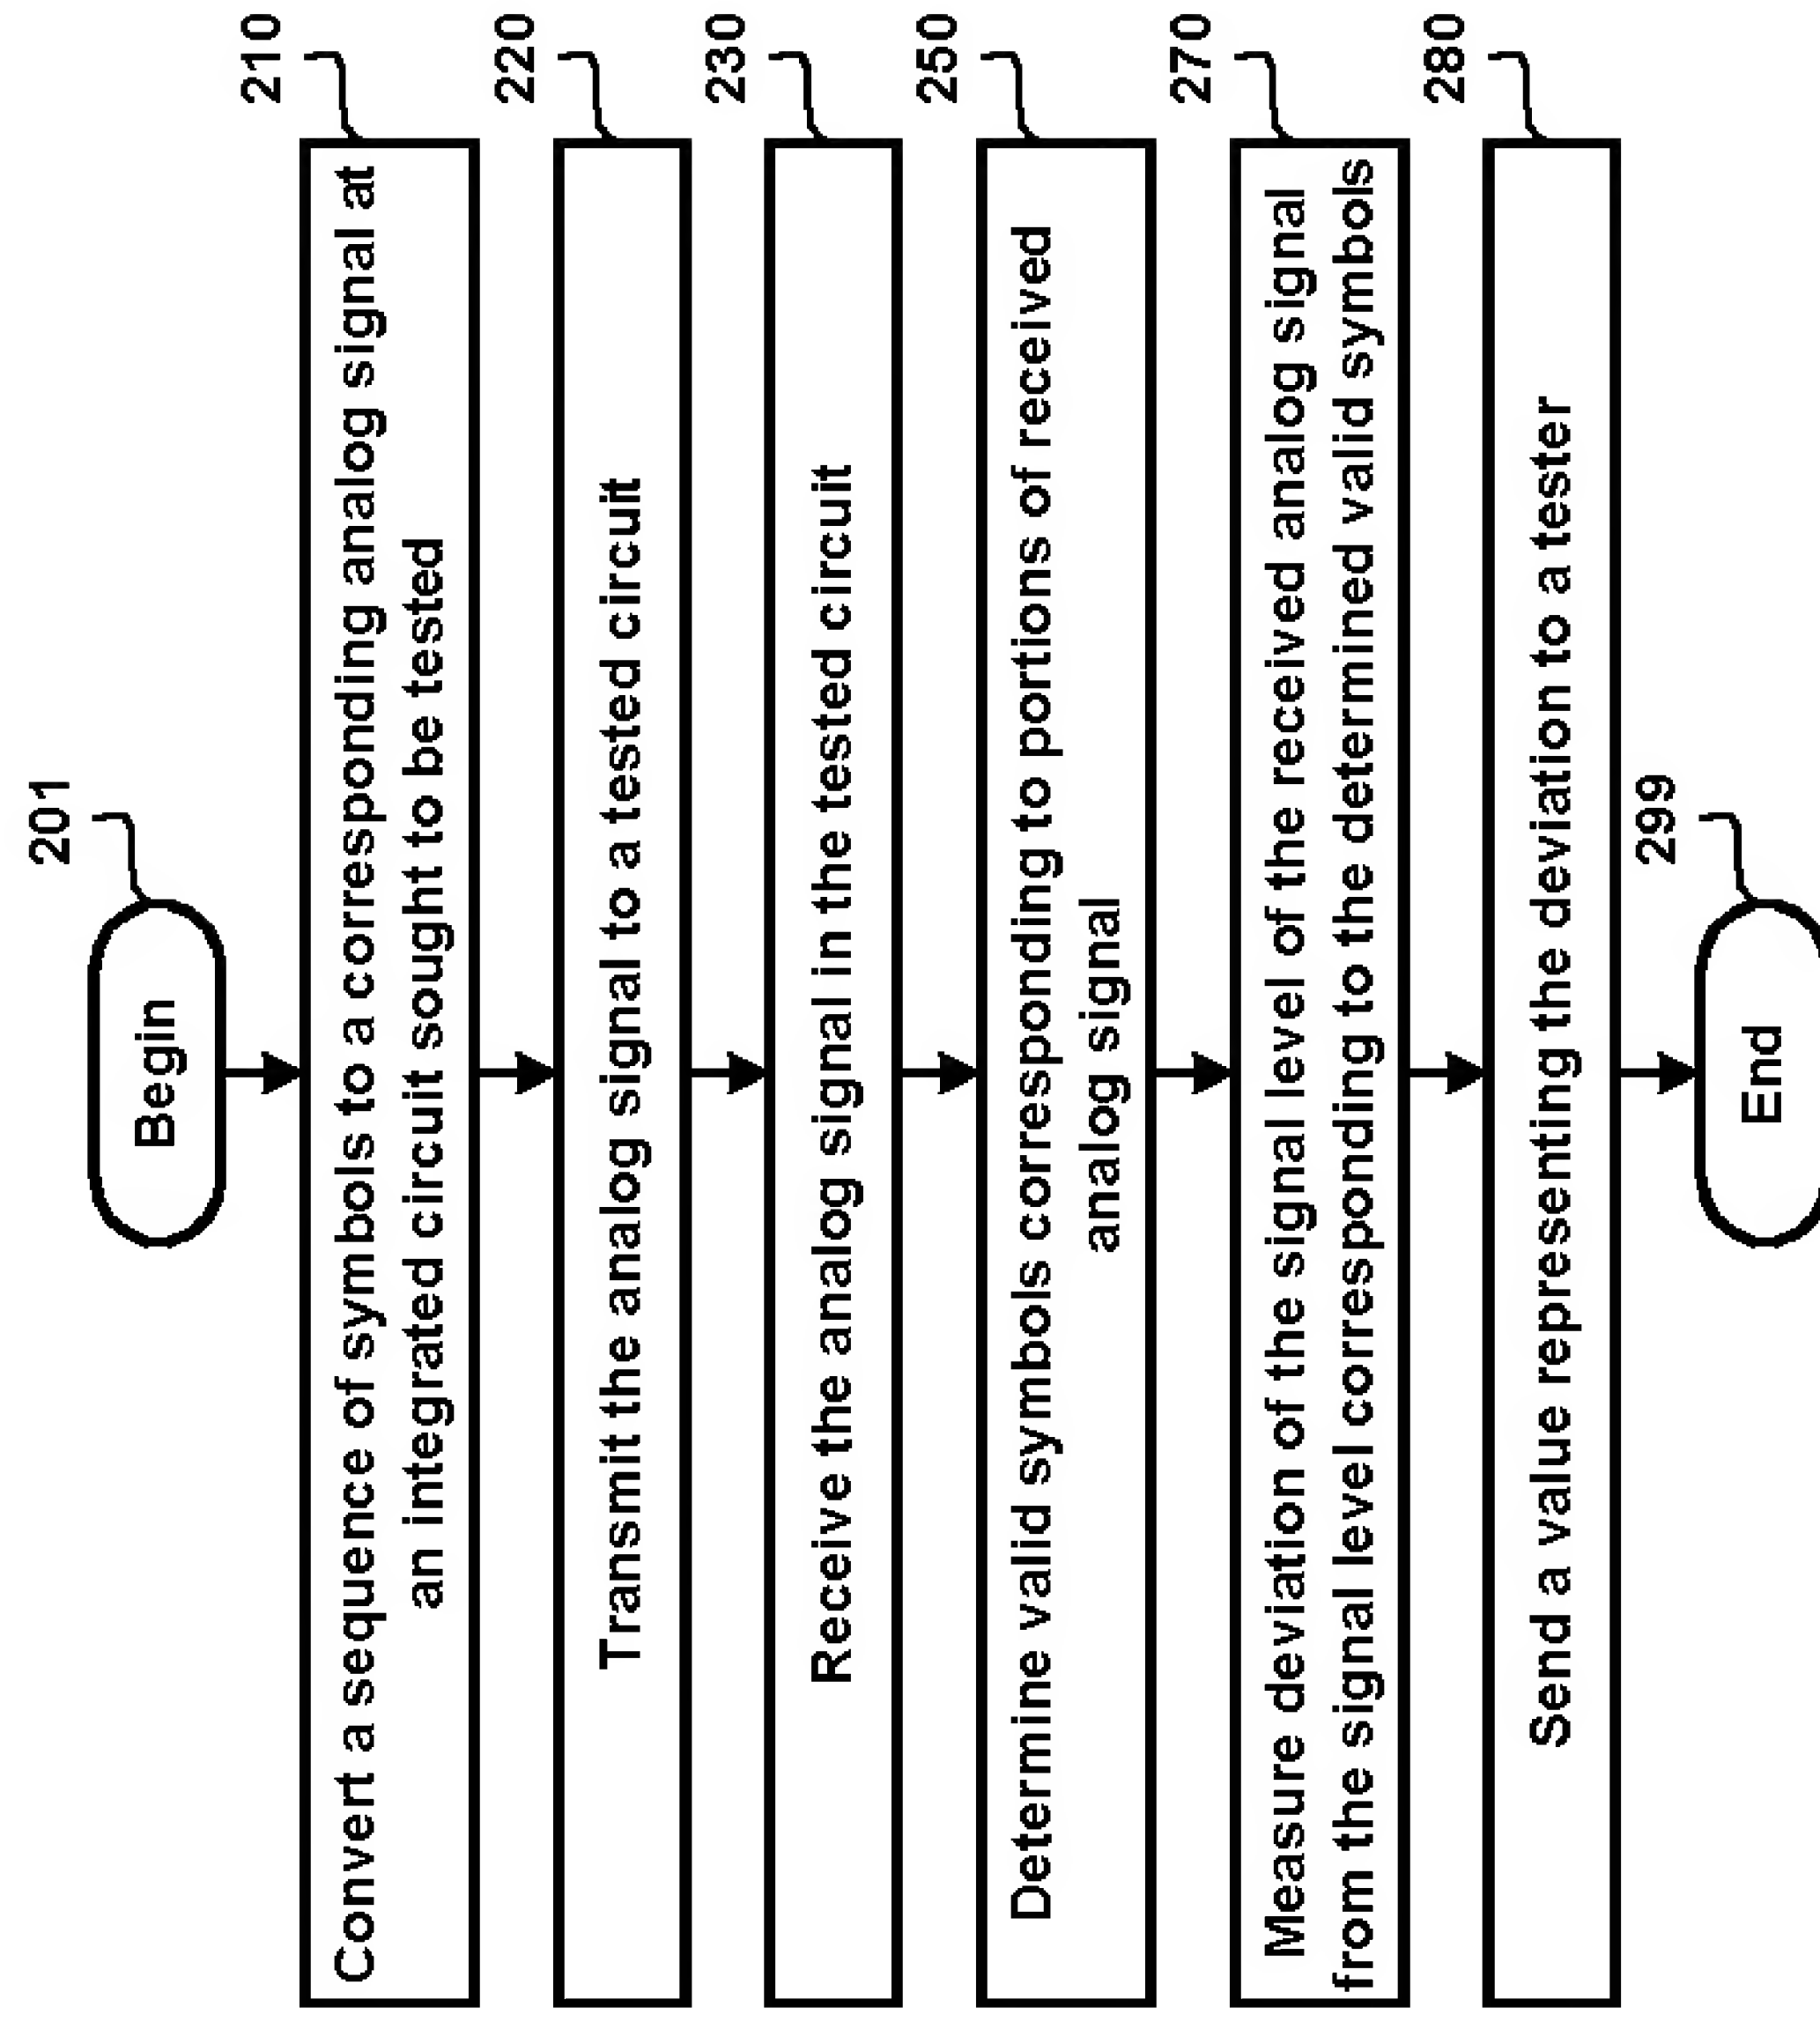 201
Begin
210
Convert a sequence of symbols to a corresponding analog signal at
an integrated circuit sought to be tested
220
Transmit the analog signal to a tested circuit
230
Receive the analog signal in the tested circuit
250
Determine valid symbols corresponding to portions of received
analog signal
270
Measure deviation of the signal level of the received analog signal
from the signal level corresponding to the determined valid symbols
280
Send a value representing the deviation to a tester
299
End